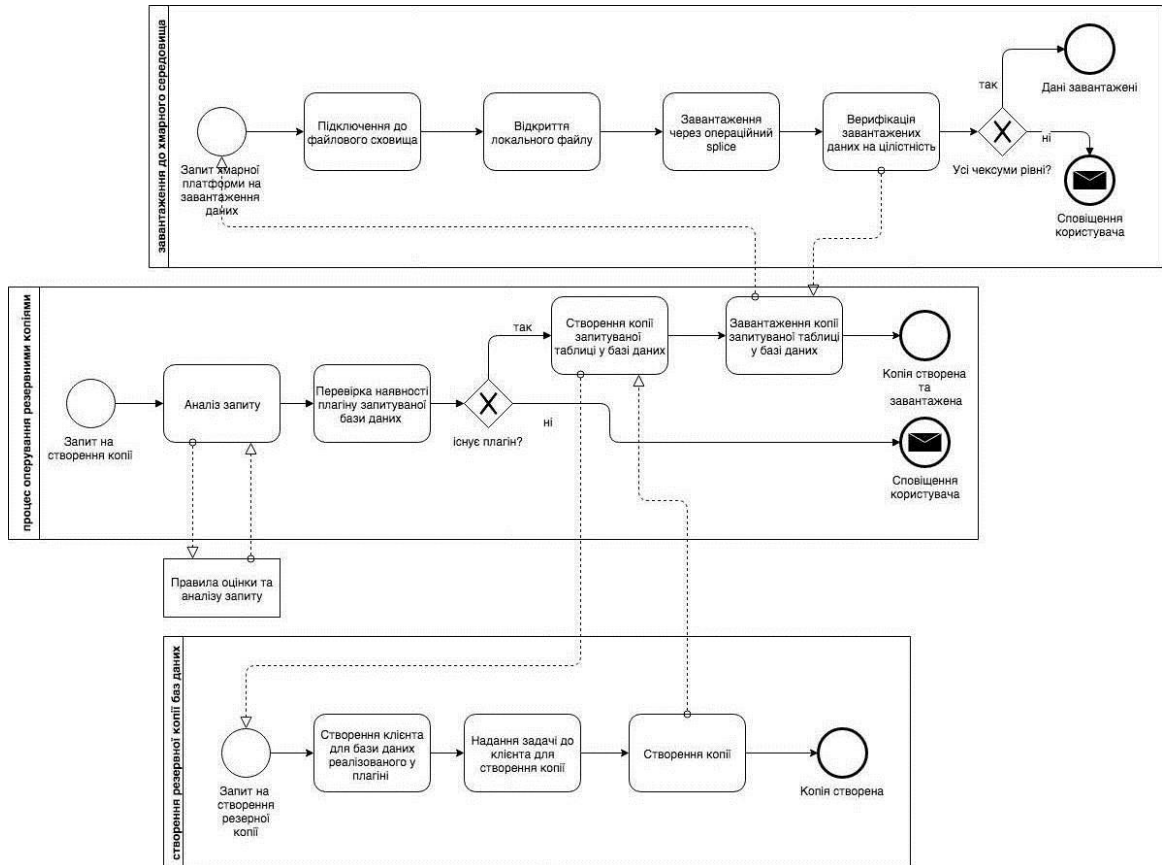 завантаження до хмарного середовища
Запит хмарної
платформи на
завантаження
даних
Підключення до
файлового сховища
Відкриття
локального файлу
Завантаження
через операційний
splice
Верифікація
завантажених
даних на цілістність
так
Дані завантажені
Усі чексуми рівні?
ні
Сповіщення
користувача
процес оперування резервними копіями
Запит на
створення копії
Аналіз запиту
Перевірка наявності
плагіну запитуваної
бази даних
так
існує плагін?
ні
Створення копії
запитуваної
таблиці у базі даних
Завантаження копії
запитуваної таблиці
у базі даних
Копія створена
та
завантажена
Сповіщення
користувача
Правила оцінки та
аналізу запиту
створення резервної копії баз даних
Запит на
створення
резерної
копії
Створення клієнта
для бази даних
реалізованого у
плагіні
Надання задачі до
клієнта для
створення копії
Створення копії
Копія створена